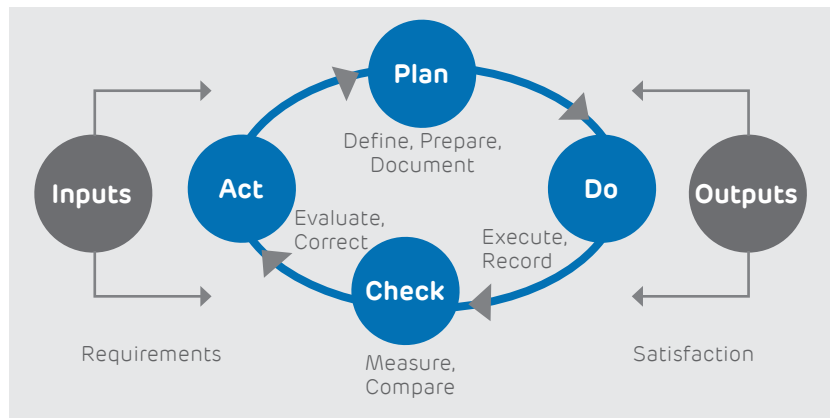 Plan
Define, Prepare,
Document
Inputs
Act
Do
Outputs
Evaluate,
Correct
Execute,
Record
Check
Requirements
Measure,
Compare
Satisfaction